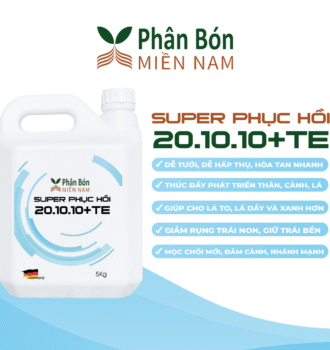 Phân Bón
MIỀN NAM
SUPER PHỤC HỒI
20.10.10+TE
DỄ TƯỚI, DỄ HẤP THỤ, HÒA TAN NHANH
THÚC ĐẨY PHÁT TRIỂN THÂN, CÀNH, LÁ
GIÚP CHO LÁ TO, LÁ DẦY VÀ XANH HƠN
GIẢM RỤNG TRÁI NON, GIỮ TRÁI BỀN
MỌC CHỒI MỚI, ĐÂM CÀNH, NHÁNH MẠNH
Phân Bón
MIỀN NAM
SUPER PHỤC HỒI
20.10.10+TE
Germany
5Kg